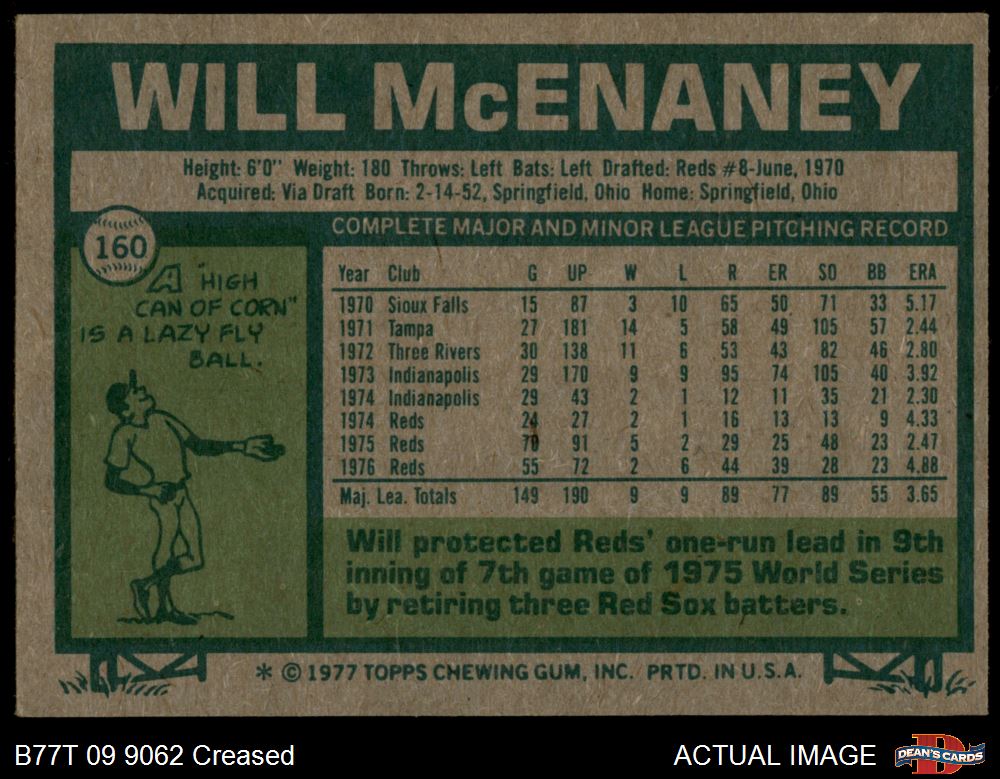 WILL McENANEY
Height: 6'0" Weight: 180 Throws: Left Bats: Left Drafted: Reds #8-June, 1970
Acquired: Via Draft Born: 2-14-52, Springfield, Ohio Home: Springfield, Ohio
160
A "HIGH
CAN OF CORN"
IS A LAZY FLY
BALL.
COMPLETE MAJOR AND MINOR LEAGUE PITCHING RECORD
Year Club G UP W L R ER SO BB ERA
1970 Sioux Falls 15 87 3 10 65 50 71 33 5.17
1971 Tampa 27 181 14 5 58 49 105 57 2.44
1972 Three Rivers 30 138 11 6 53 43 82 46 2.80
1973 Indianapolis 29 170 9 9 95 74 105 40 3.92
1974 Indianapolis 29 43 2 1 12 11 35 21 2.30
1974 Reds 24 27 2 1 16 13 13 9 4.33
1975 Reds 70 91 5 2 29 25 48 23 2.47
1976 Reds 55 72 2 6 44 39 28 23 4.88
Maj. Lea. Totals 149 190 9 9 89 77 89 55 3.65
Will protected Reds' one-run lead in 9th
inning of 7th game of 1975 World Series
by retiring three Red Sox batters.
* © 1977 TOPPS CHEWING GUM, INC. PRTD. IN U.S.A.
B77T 09 9062 Creased
ACTUAL IMAGE
DEAN'S CARDS